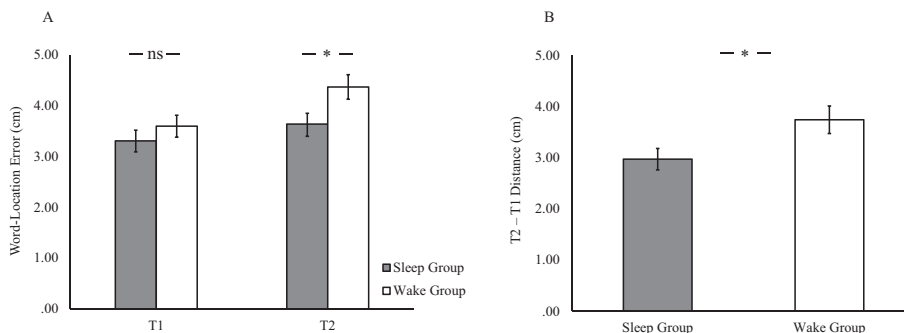 A
5.00
4.00
3.00
2.00
1.00
.00
Word-Location Error (cm)
ns
*
T1
T2
Sleep Group
Wake Group
B
5.00
4.00
3.00
2.00
1.00
.00
T2 – T1 Distance (cm)
*
Sleep Group
Wake Group